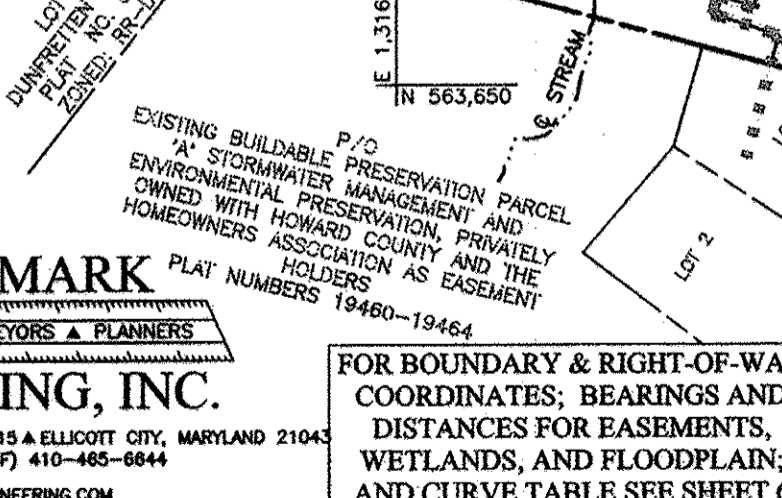 LOT
DUNFRETTEN
PLAT NO.
ZONED: RR-D
E 1,316
N 563,650
℄ STREAM
P/O
EXISTING BUILDABLE PRESERVATION PARCEL
'A' STORMWATER MANAGEMENT AND
ENVIRONMENTAL PRESERVATION, PRIVATELY
OWNED WITH HOWARD COUNTY AND THE
HOMEOWNERS ASSOCIATION AS EASEMENT
HOLDERS
PLAT NUMBERS 19460-19464
LOT 2
MARK
EYORS ▲ PLANNERS
ING, INC.
15 ▲ ELLICOTT CITY, MARYLAND 21043
F) 410-465-6644
NEERING.COM
FOR BOUNDARY & RIGHT-OF-WA
COORDINATES; BEARINGS AND
DISTANCES FOR EASEMENTS,
WETLANDS, AND FLOODPLAIN;
AND CURVE TABLE SEE SHEET